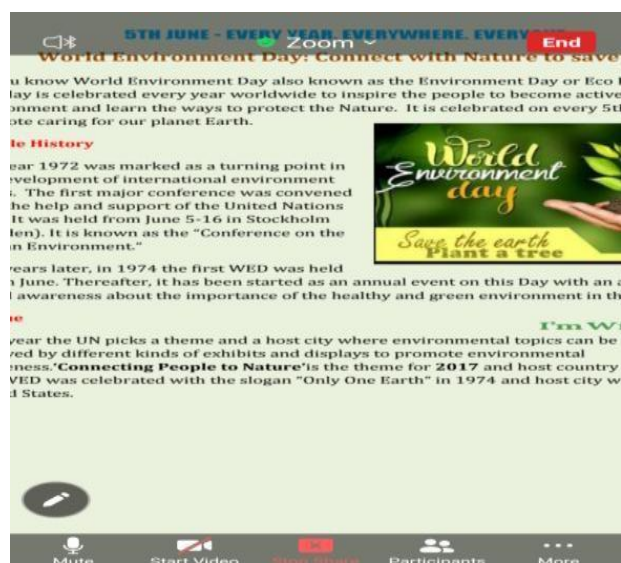 5TH JUNE - EVERY YEAR. EVERYWHERE.
Zoom
End
World Environment Day: Connect with Nature to save
u know World Environment Day also known as the Environment Day or Eco
lay is celebrated every year worldwide to inspire the people to become active
onment and learn the ways to protect the Nature. It is celebrated on every 5t
ote caring for our planet Earth.
le History
ear 1972 was marked as a turning point in
velopment of international environment
s. The first major conference was convened
he help and support of the United Nations
It was held from June 5-16 in Stockholm
len). It is known as the "Conference on the
n Environment."
World
Environment
day
Save the earth
Plant a tree
years later, in 1974 the first WED was held
June. Thereafter, it has been started as an annual event on this Day with an a
awareness about the importance of the healthy and green environment in th
ne
I'm Wi
year the UN picks a theme and a host city where environmental topics can be
ved by different kinds of exhibits and displays to promote environmental
eness.'Connecting People to Nature'is the theme for 2017 and host country
WED was celebrated with the slogan "Only One Earth" in 1974 and host city w
d States.
Mute
Start Video
Stop Share
Participants
More